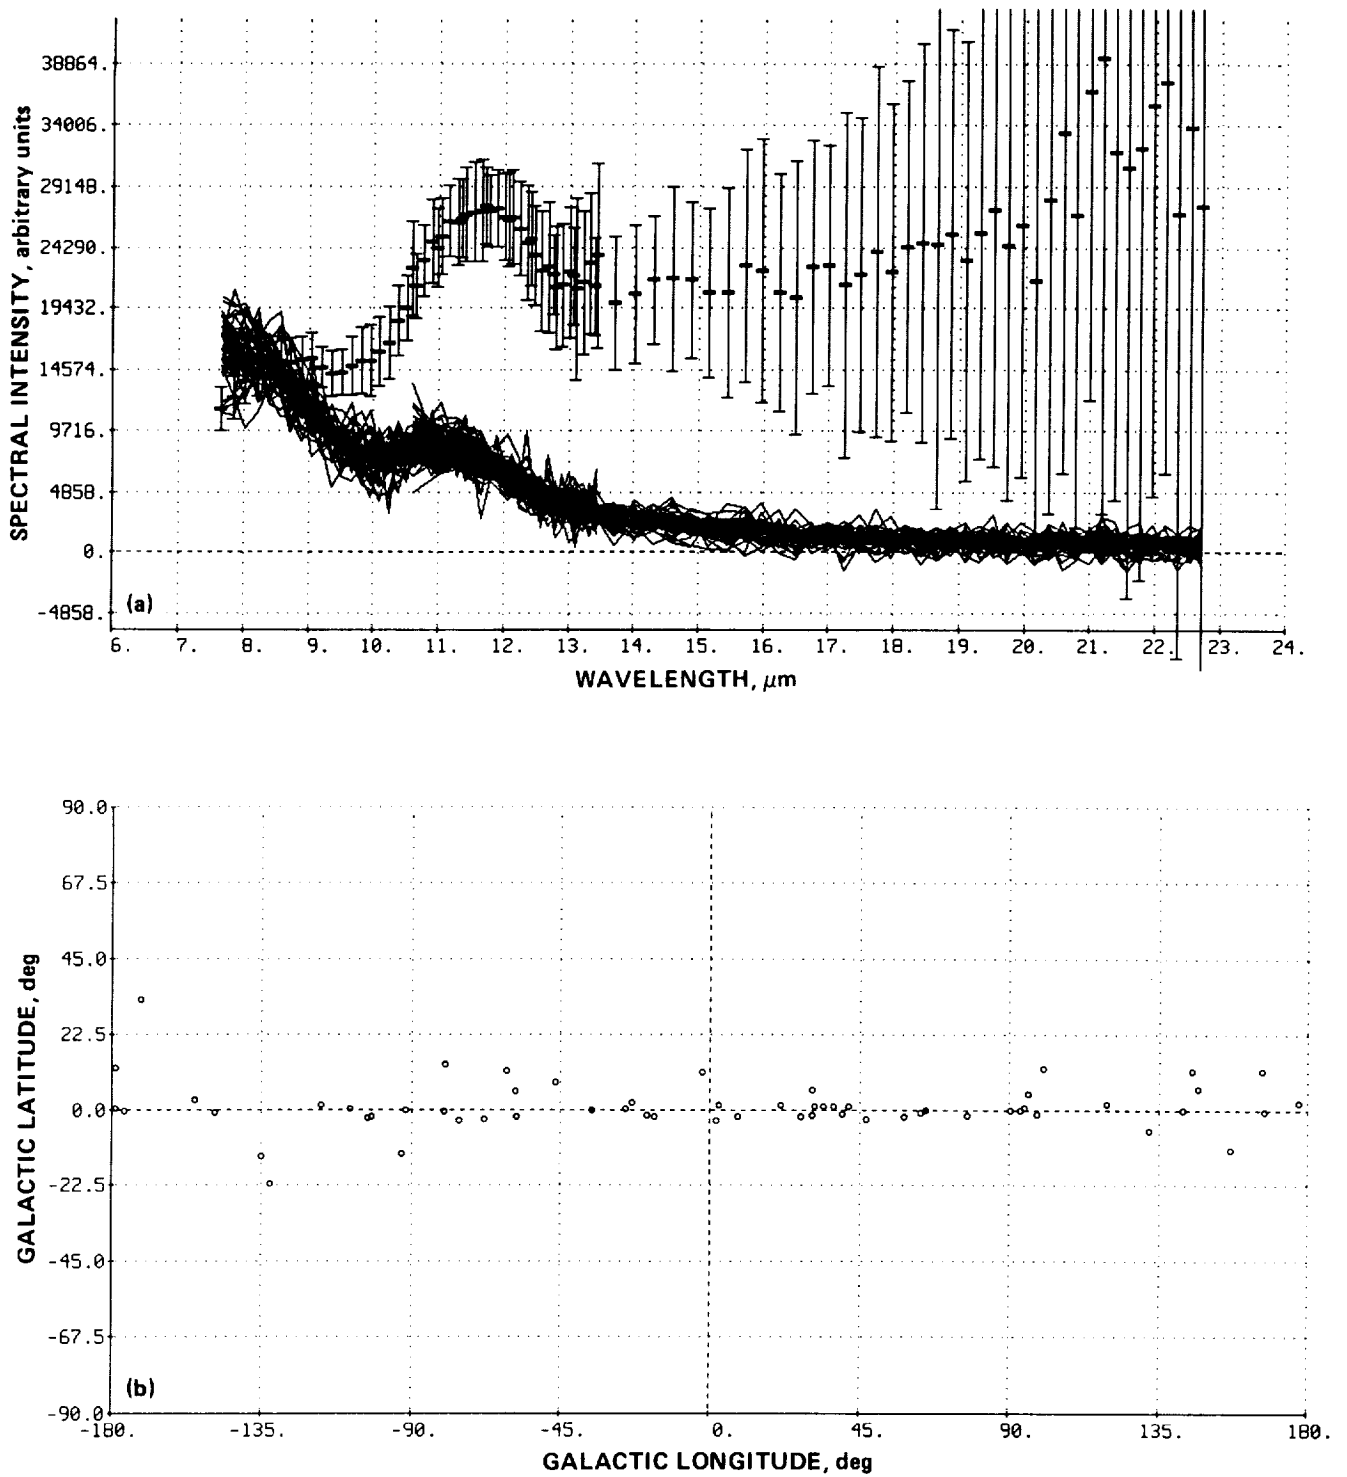 38864.
34006.
29148.
24290.
19432.
14574.
9716.
4858.
0.
-4858.
SPECTRAL INTENSITY, arbitrary units
(a)
6. 7. 8. 9. 10. 11. 12. 13. 14. 15. 16. 17. 18. 19. 20. 21. 22. 23. 24.
WAVELENGTH, μm
90.0
67.5
45.0
22.5
0.0
-22.5
-45.0
-67.5
-90.0
GALACTIC LATITUDE, deg
(b)
-180. -135. -90. -45. 0. 45. 90. 135. 180.
GALACTIC LONGITUDE, deg